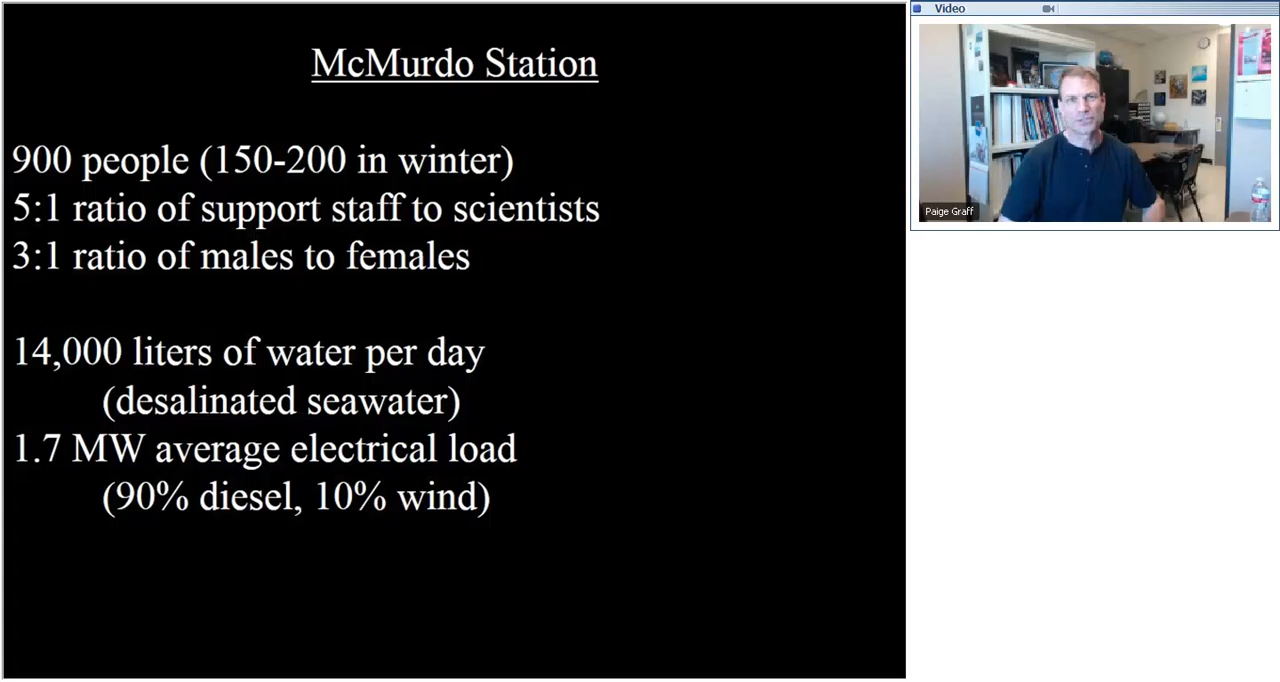 McMurdo Station
900 people (150-200 in winter)
5:1 ratio of support staff to scientists
3:1 ratio of males to females
14,000 liters of water per day
(desalinated seawater)
1.7 MW average electrical load
(90% diesel, 10% wind)
Video
Paige Graff